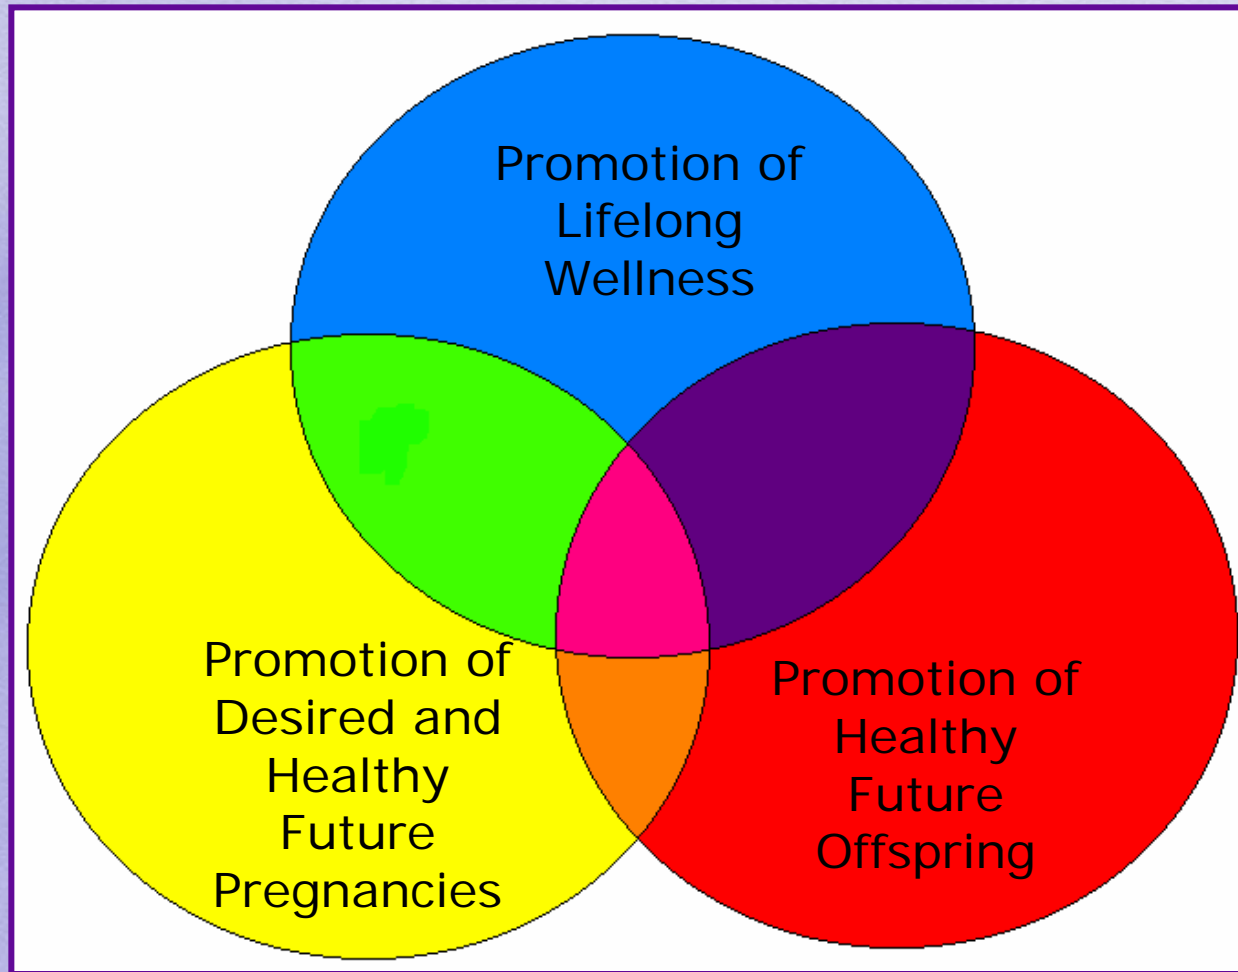 Promotion of
Lifelong
Wellness
Promotion of
Desired and
Healthy
Future
Pregnancies
Promotion of
Healthy
Future
Offspring